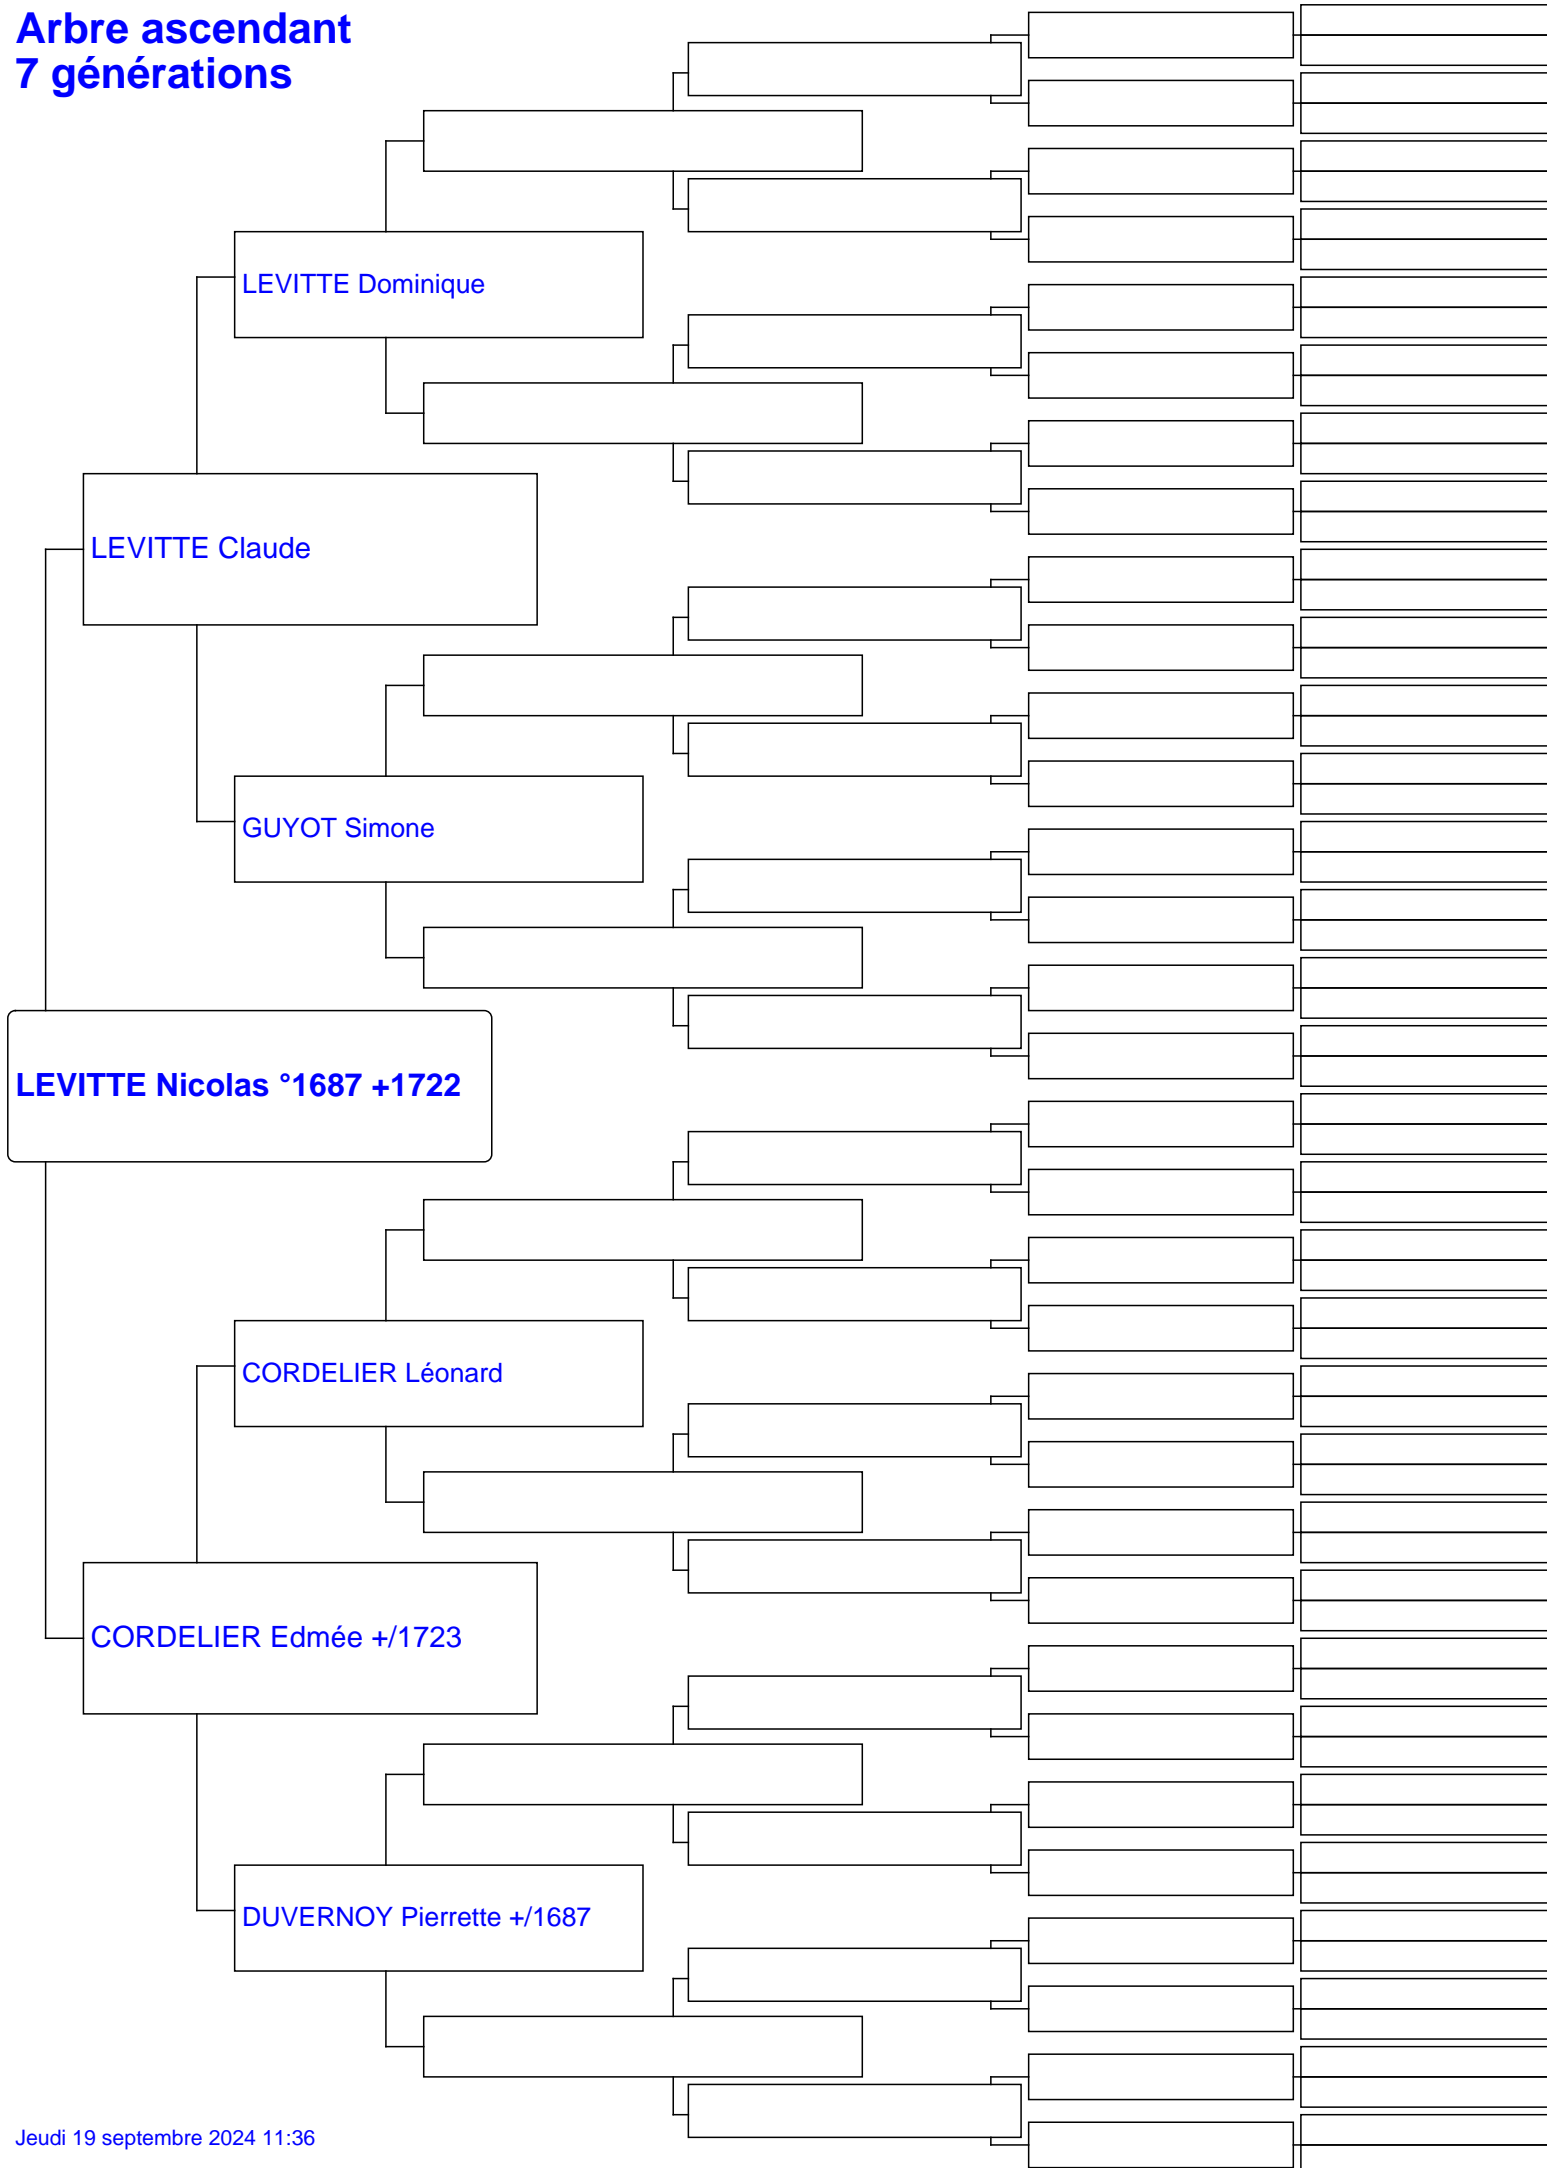 Arbre ascendant
7 générations
LEVITTE Dominique
LEVITTE Claude
GUYOT Simone
LEVITTE Nicolas °1687 +1722
CORDELIER Léonard
CORDELIER Edmée +/1723
DUVERNOY Pierrette +/1687
Jeudi 19 septembre 2024 11:36